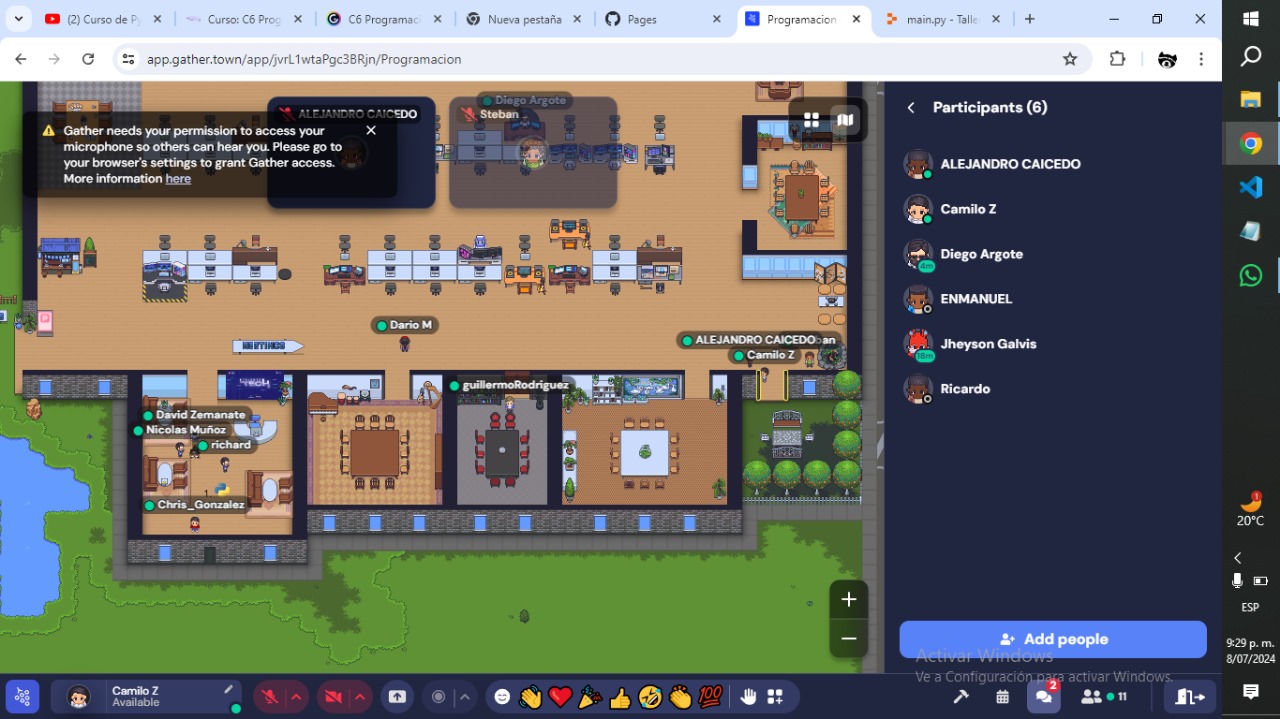 (2) Curso de Py
Curso: C6 Prog
C6 Programaci
Nueva pestaña
Pages
Programacion
main.py - Talle
app.gather.town/app/jvrL1wtaPgc3BRjn/Programacion
Gather needs your permission to access your
microphone so others can hear you. Please go to
your browser's settings to grant Gather access.
More information here
ALEJANDRO CAICEDO
Diego Argote
Steban
Participants (6)
ALEJANDRO CAICEDO
Camilo Z
Diego Argote
4m
ENMANUEL
Jheyson Galvis
18m
Ricardo
Dario M
MEETINGS
ALEJANDRO CAICEDO
Camilo Z
guillermoRodriguez
TECH
David Zemanate
Nicolas Muñoz
richard
Chris_Gonzalez
Add people
Activar Windows
Ve a Configuración para activar Windows.
Camilo Z
Available
100
2
11
1
20°C
ESP
9:29 p. m.
8/07/2024